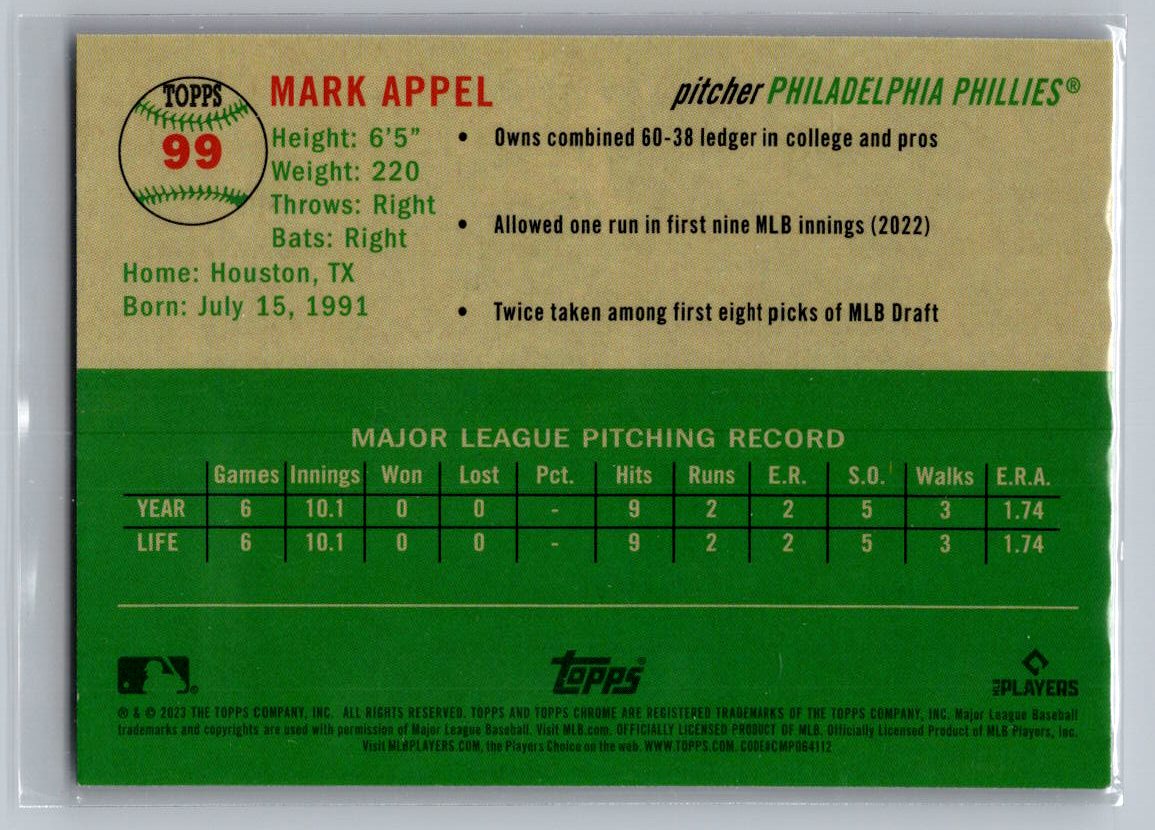 TOPPS
99
MARK APPEL
pitcher PHILADELPHIA PHILLIES®
Height: 6'5"
Weight: 220
Throws: Right
Bats: Right
Home: Houston, TX
Born: July 15, 1991
• Owns combined 60-38 ledger in college and pros
• Allowed one run in first nine MLB innings (2022)
• Twice taken among first eight picks of MLB Draft
MAJOR LEAGUE PITCHING RECORD
Games Innings Won Lost Pct. Hits Runs E.R. S.O. Walks E.R.A.
YEAR 6 10.1 0 0 - 9 2 2 5 3 1.74
LIFE 6 10.1 0 0 - 9 2 2 5 3 1.74
topps®
MLB PLAYERS
® & © 2023 THE TOPPS COMPANY, INC. ALL RIGHTS RESERVED. TOPPS AND TOPPS CHROME ARE REGISTERED TRADEMARKS OF THE TOPPS COMPANY, INC. Major League Baseball
trademarks and copyrights are used with permission of Major League Baseball. Visit MLB.com. OFFICIALLY LICENSED PRODUCT OF MLB. Officially Licensed Product of MLB Players, Inc.
Visit MLBPLAYERS.COM, the Players Choice on the web. WWW.TOPPS.COM. CODE#CMP064112